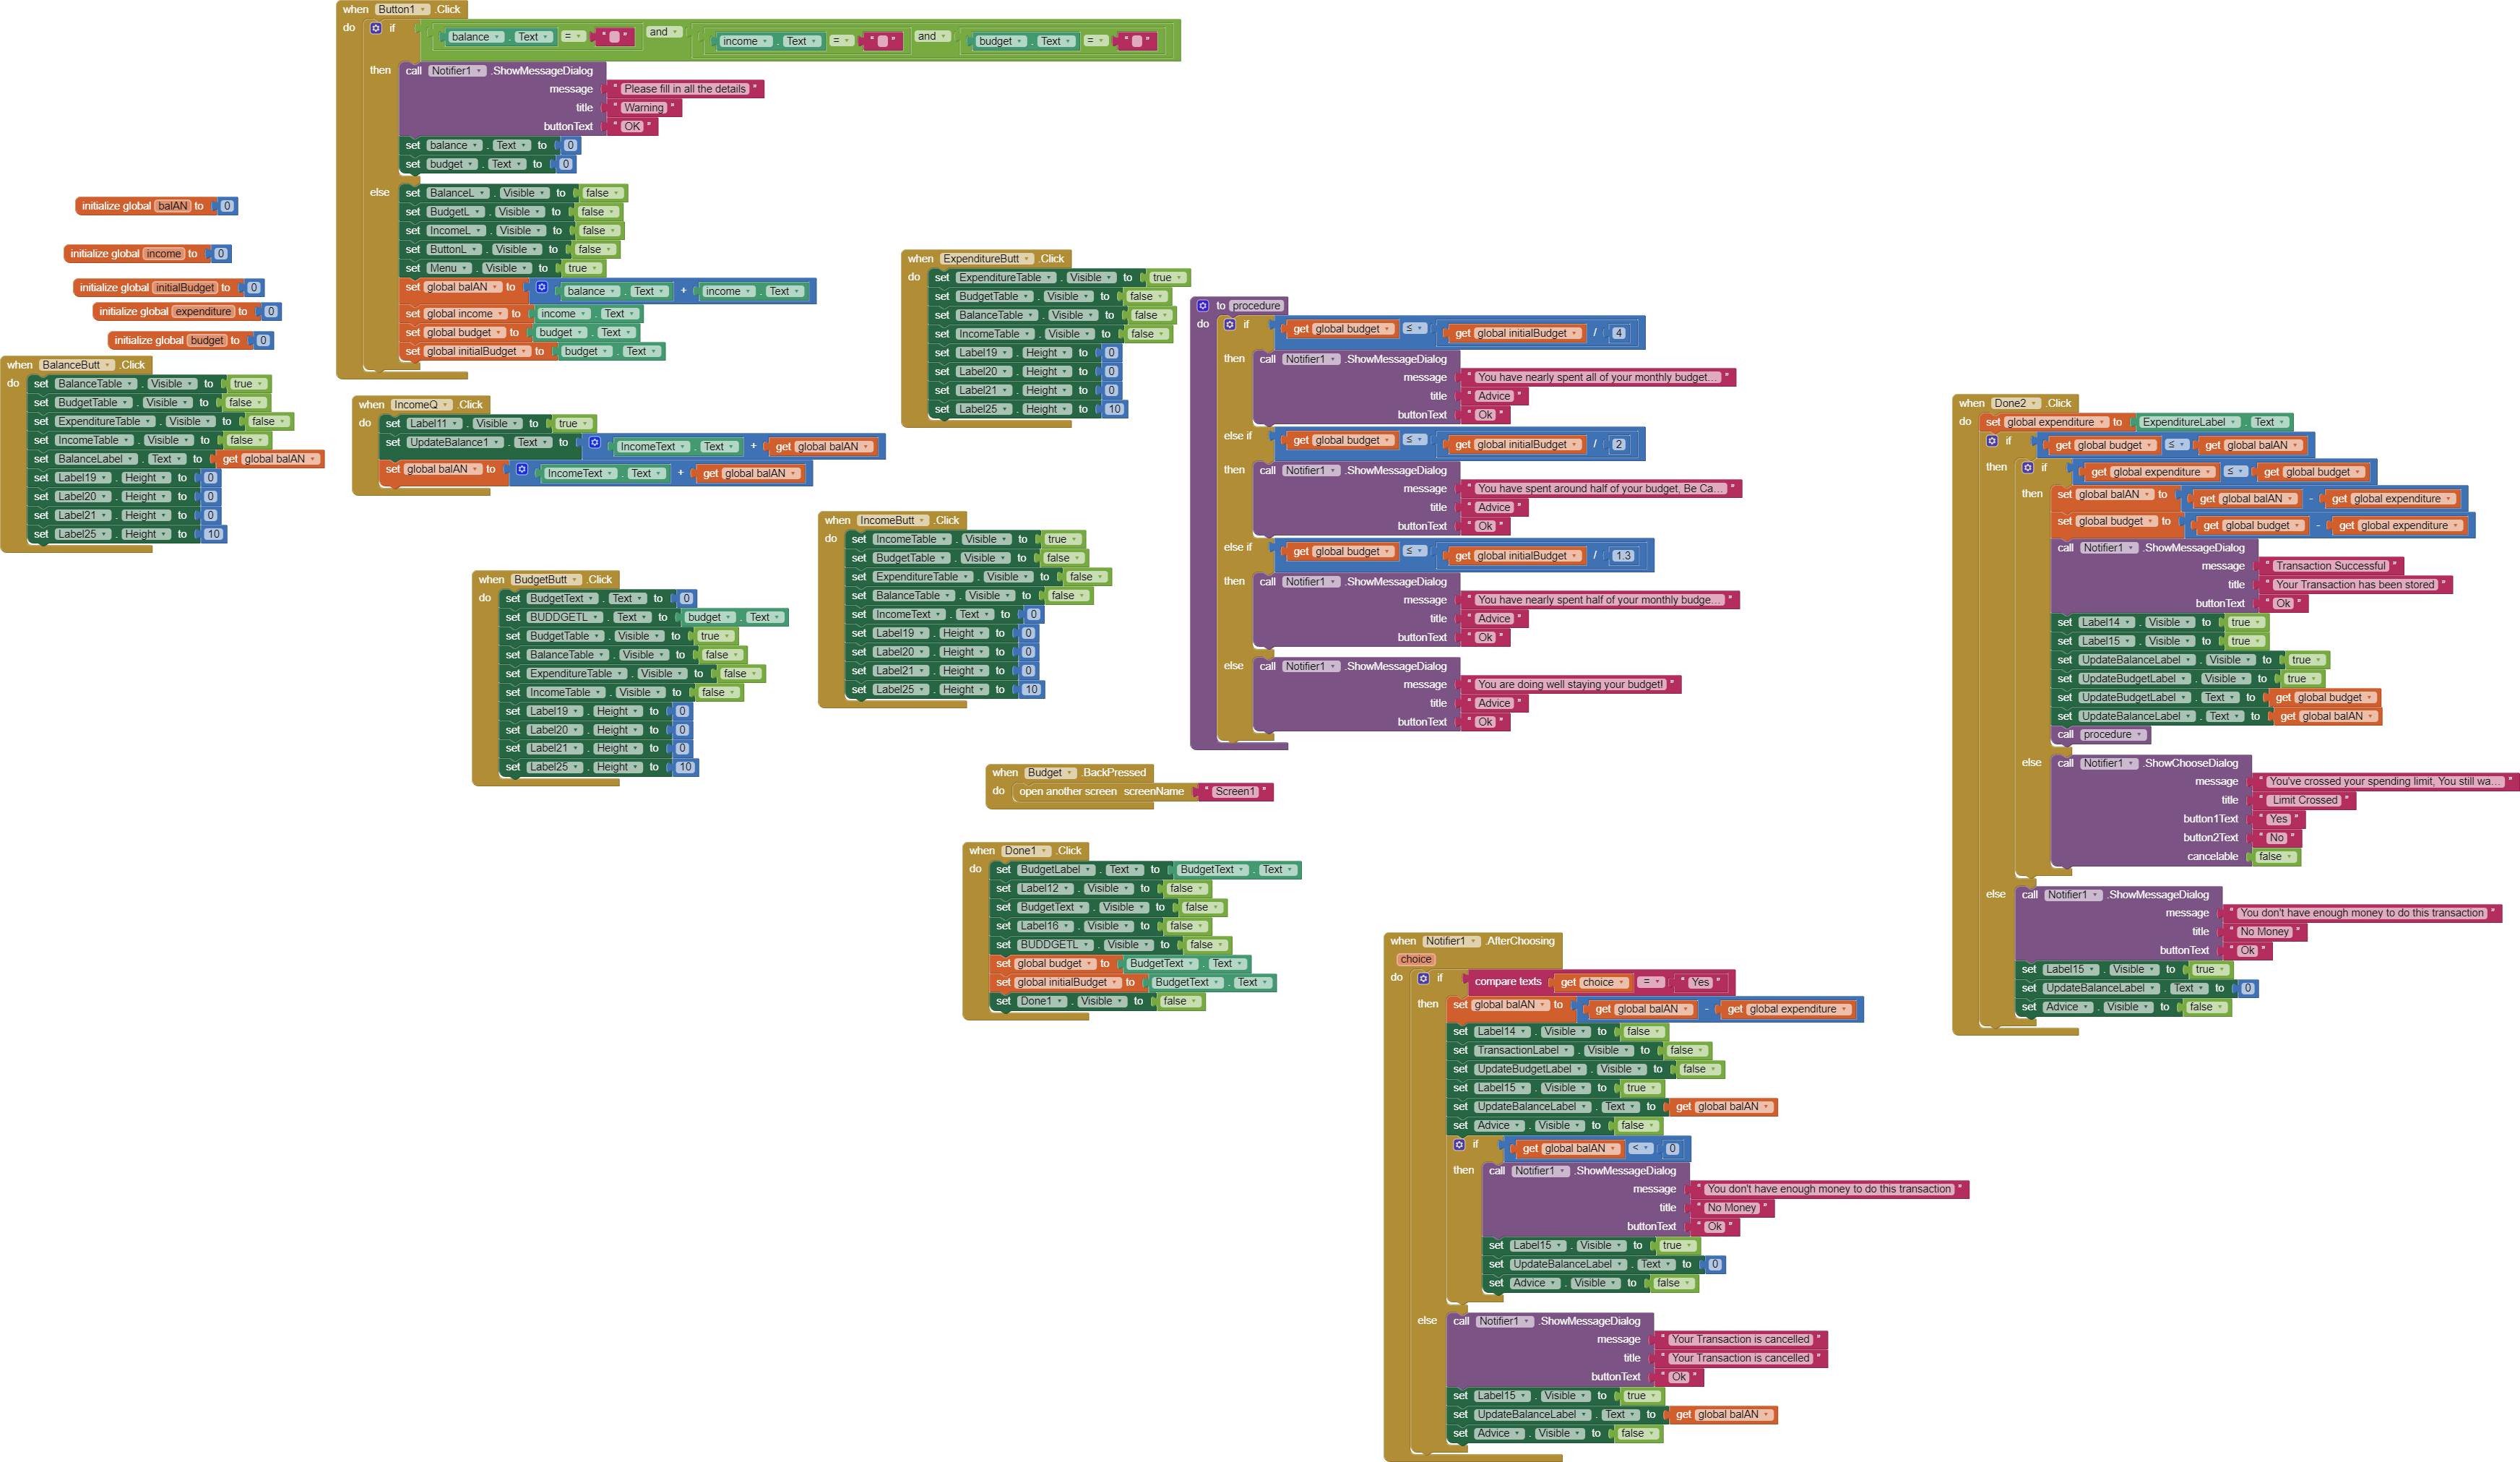 when Button1 .Click
do if balance . Text = " " and income . Text = " " and budget . Text = " "
then call Notifier1 .ShowMessageDialog
message " Please fill in all the details "
title " Warning "
buttonText " OK "
set balance . Text to 0
set budget . Text to 0
else set BalanceL . Visible to false
set BudgetL . Visible to false
set IncomeL . Visible to false
set ButtonL . Visible to false
set Menu . Visible to true
set global balAN to balance . Text + income . Text
set global income to income . Text
set global budget to budget . Text
set global initialBudget to budget . Text
initialize global balAN to 0
initialize global income to 0
initialize global initialBudget to 0
initialize global expenditure to 0
initialize global budget to 0
when BalanceButt .Click
do set BalanceTable . Visible to true
set BudgetTable . Visible to false
set ExpenditureTable . Visible to false
set IncomeTable . Visible to false
set BalanceLabel . Text to get global balAN
set Label19 . Height to 0
set Label20 . Height to 0
set Label21 . Height to 0
set Label25 . Height to 10
when IncomeQ .Click
do set Label11 . Visible to true
set UpdateBalance1 . Text to IncomeText . Text + get global balAN
set global balAN to IncomeText . Text + get global balAN
when BudgetButt .Click
do set BudgetText . Text to 0
set BUDDGETL . Text to budget . Text
set BudgetTable . Visible to true
set BalanceTable . Visible to false
set ExpenditureTable . Visible to false
set IncomeTable . Visible to false
set Label19 . Height to 0
set Label20 . Height to 0
set Label21 . Height to 0
set Label25 . Height to 10
when ExpenditureButt .Click
do set ExpenditureTable . Visible to true
set BudgetTable . Visible to false
set BalanceTable . Visible to false
set IncomeTable . Visible to false
set Label19 . Height to 0
set Label20 . Height to 0
set Label21 . Height to 0
set Label25 . Height to 10
when IncomeButt .Click
do set IncomeTable . Visible to true
set BudgetTable . Visible to false
set ExpenditureTable . Visible to false
set BalanceTable . Visible to false
set IncomeText . Text to 0
set Label19 . Height to 0
set Label20 . Height to 0
set Label21 . Height to 0
set Label25 . Height to 10
to procedure
do if get global budget ≤ get global initialBudget / 4
then call Notifier1 .ShowMessageDialog
message " You have nearly spent all of your monthly budget... "
title " Advice "
buttonText " Ok "
else if get global budget ≤ get global initialBudget / 2
then call Notifier1 .ShowMessageDialog
message " You have spent around half of your budget, Be Ca... "
title " Advice "
buttonText " Ok "
else if get global budget ≤ get global initialBudget / 1.3
then call Notifier1 .ShowMessageDialog
message " You have nearly spent half of your monthly budge... "
title " Advice "
buttonText " Ok "
else call Notifier1 .ShowMessageDialog
message " You are doing well staying your budget! "
title " Advice "
buttonText " Ok "
when Budget .BackPressed
do open another screen screenName " Screen1 "
when Done1 .Click
do set BudgetLabel . Text to BudgetText . Text
set Label12 . Visible to false
set BudgetText . Visible to false
set Label16 . Visible to false
set BUDDGETL . Visible to false
set global budget to BudgetText . Text
set global initialBudget to BudgetText . Text
set Done1 . Visible to false
when Notifier1 .AfterChoosing
choice
do if compare texts get choice = " Yes "
then set global balAN to get global balAN - get global expenditure
set Label14 . Visible to false
set TransactionLabel . Visible to false
set UpdateBudgetLabel . Visible to false
set Label15 . Visible to true
set UpdateBalanceLabel . Text to get global balAN
set Advice . Visible to false
if get global balAN < 0
then call Notifier1 .ShowMessageDialog
message " You don't have enough money to do this transaction "
title " No Money "
buttonText " Ok "
set Label15 . Visible to true
set UpdateBalanceLabel . Text to 0
set Advice . Visible to false
else call Notifier1 .ShowMessageDialog
message " Your Transaction is cancelled "
title " Your Transaction is cancelled "
buttonText " Ok "
set Label15 . Visible to true
set UpdateBalanceLabel . Text to get global balAN
set Advice . Visible to false
when Done2 .Click
do set global expenditure to ExpenditureLabel . Text
if get global budget ≤ get global balAN
then if get global expenditure ≤ get global budget
then set global balAN to get global balAN - get global expenditure
set global budget to get global budget - get global expenditure
call Notifier1 .ShowMessageDialog
message " Transaction Successful "
title " Your Transaction has been stored "
buttonText " Ok "
set Label14 . Visible to true
set Label15 . Visible to true
set UpdateBalanceLabel . Visible to true
set UpdateBudgetLabel . Visible to true
set UpdateBudgetLabel . Text to get global budget
set UpdateBalanceLabel . Text to get global balAN
call procedure
else call Notifier1 .ShowChooseDialog
message " You've crossed your spending limit, You still wa... "
title " Limit Crossed "
button1Text " Yes "
button2Text " No "
cancelable false
else call Notifier1 .ShowMessageDialog
message " You don't have enough money to do this transaction "
title " No Money "
buttonText " Ok "
set Label15 . Visible to true
set UpdateBalanceLabel . Text to 0
set Advice . Visible to false